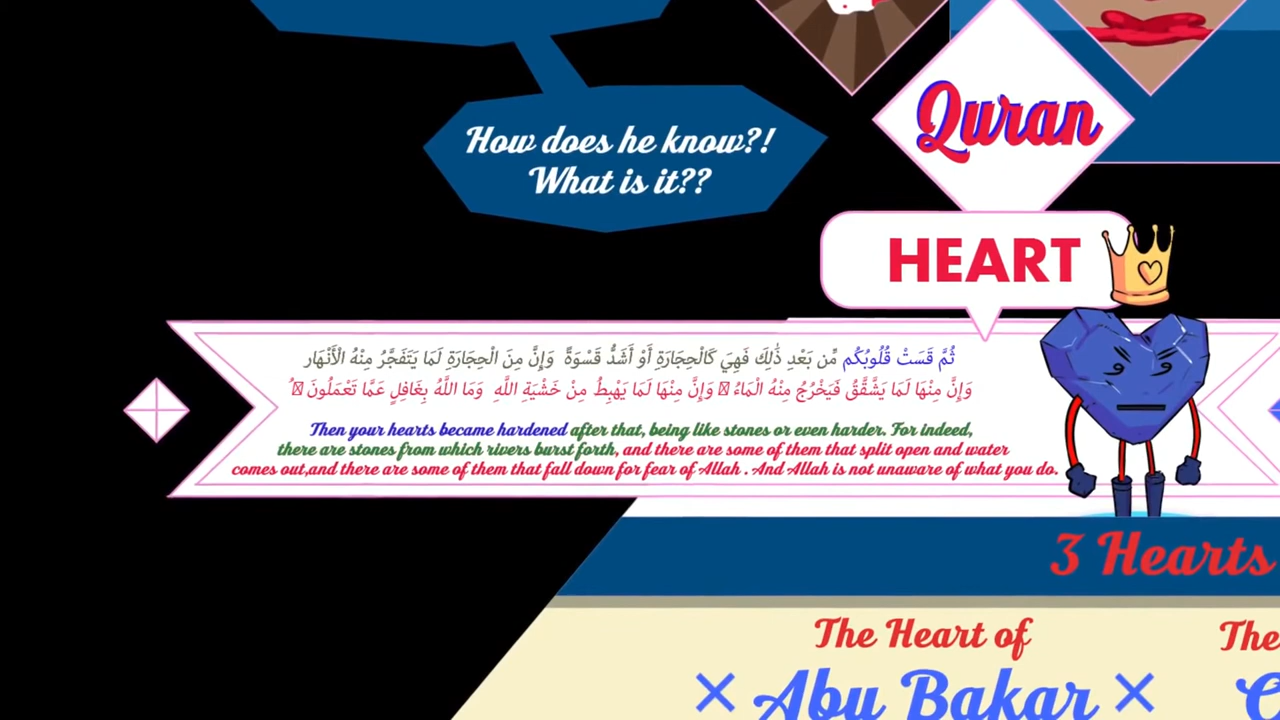 How does he know?!
What is it??
Quran
HEART
ثُمَّ قَسَتْ قُلُوبُكُم مِّن بَعْدِ ذَٰلِكَ فَهِيَ كَالْحِجَارَةِ أَوْ أَشَدُّ قَسْوَةً وَإِنَّ مِنَ الْحِجَارَةِ لَمَا يَتَفَجَّرُ مِنْهُ الْأَنْهَار
وَإِنَّ مِنْهَا لَمَا يَشَّقَّقُ فَيَخْرُجُ مِنْهُ الْمَاءُ وَإِنَّ مِنْهَا لَمَا يَهْبِطُ مِنْ خَشْيَةِ اللَّهِ وَمَا اللَّهُ بِغَافِلٍ عَمَّا تَعْمَلُونَ
Then your hearts became hardened after that, being like stones or even harder. For indeed,
there are stones from which rivers burst forth, and there are some of them that split open and water
comes out,and there are some of them that fall down for fear of Allah . And Allah is not unaware of what you do.
3 Hearts
The Heart of
The
× Abu Bakar ×